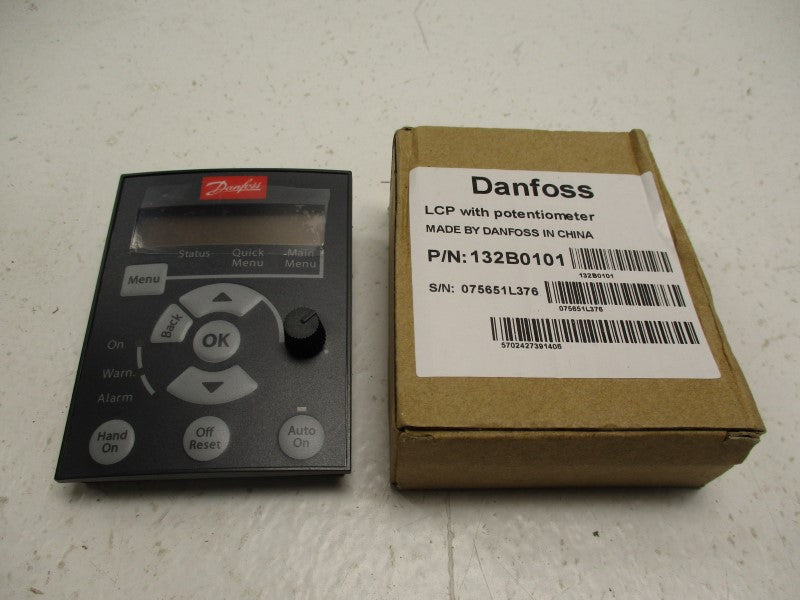 Danfoss
Status
Quick
Menu
Main
Menu
Menu
Back
OK
On
Warn.
Alarm
Hand
On
Off
Reset
Auto
On
Danfoss
LCP with potentiometer
MADE BY DANFOSS IN CHINA
P/N: 132B0101
132B0101
S/N: 075651L376
075651L376
5702427391406